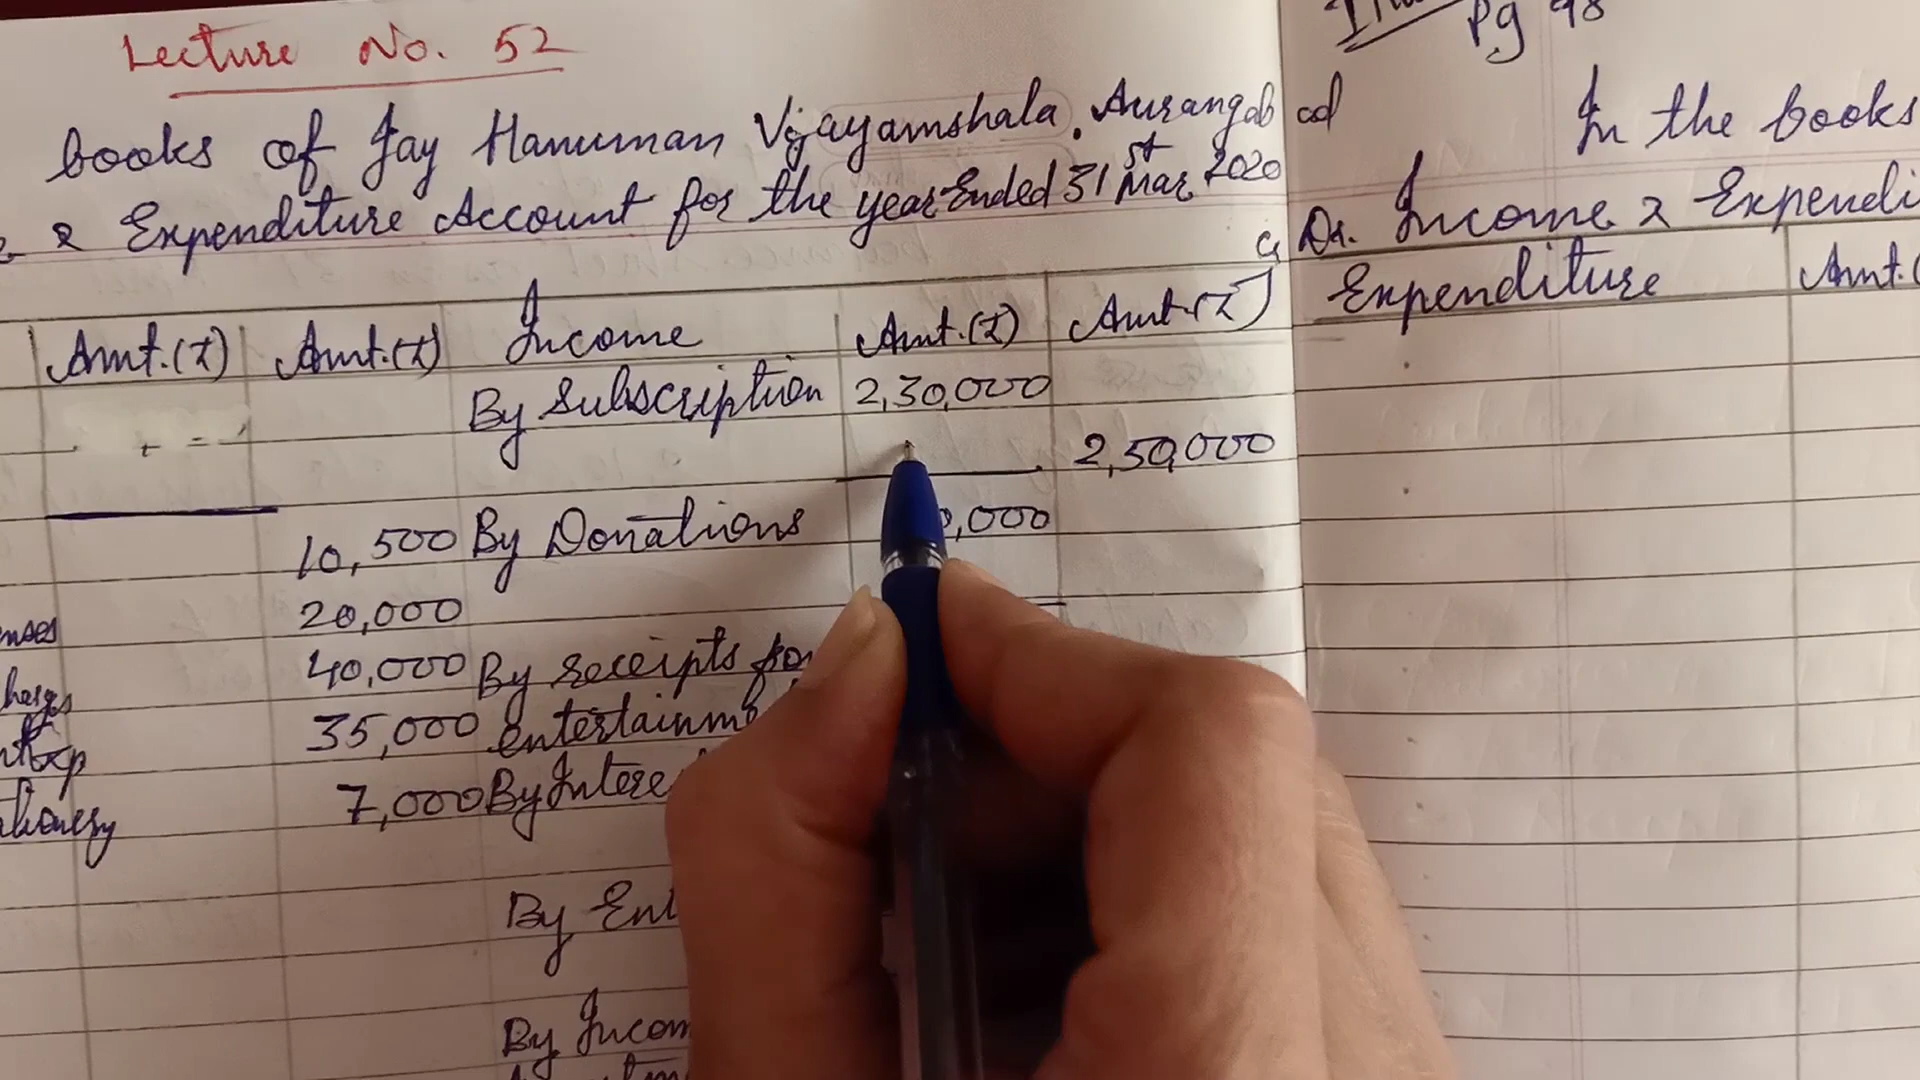 Lecture No. 52
books of Jay Hanuman Vyayamshala, Aurangabad
& Expenditure Account for the year Ended 31st Mar 2020
Cr
Amt.(₹) Amt.(₹) Income Amt.(₹) Amt.(₹)
By Subscription 2,30,000
2,50,000
10,500 By Donations 0,000
20,000
40,000 By receipts for
35,000 entertainme
7,000 By Intere
By Ent
By Incom
Pg 98
In the books
Dr. Income & Expendi
Expenditure Amt.(